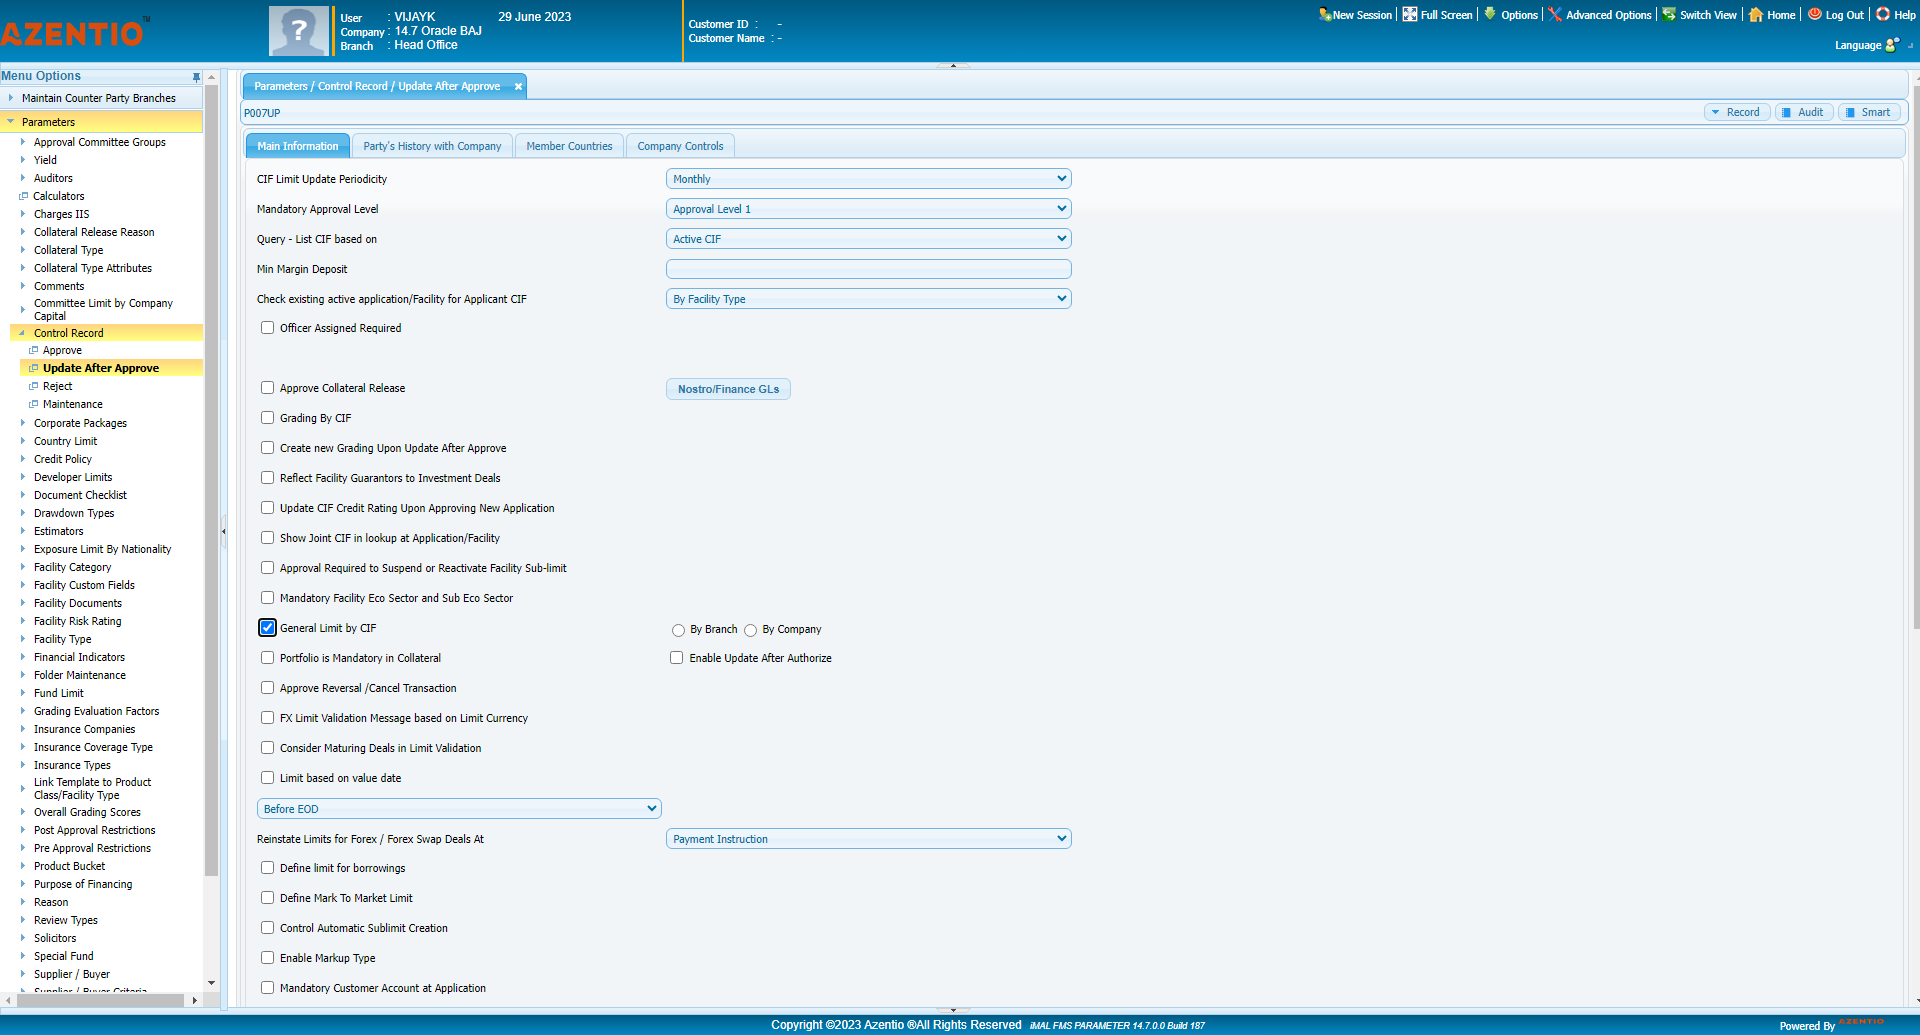 AZENTIO™
User : VIJAYK 29 June 2023
Company : 14.7 Oracle BAJ
Branch : Head Office
Customer ID : -
Customer Name : -
New Session | Full Screen | Options | Advanced Options | Switch View | Home | Log Out | Help
Language
Menu Options
Maintain Counter Party Branches
Parameters
Approval Committee Groups
Yield
Auditors
Calculators
Charges IIS
Collateral Release Reason
Collateral Type
Collateral Type Attributes
Comments
Committee Limit by Company
Capital
Control Record
Approve
Update After Approve
Reject
Maintenance
Corporate Packages
Country Limit
Credit Policy
Developer Limits
Document Checklist
Drawdown Types
Estimators
Exposure Limit By Nationality
Facility Category
Facility Custom Fields
Facility Documents
Facility Risk Rating
Facility Type
Financial Indicators
Folder Maintenance
Fund Limit
Grading Evaluation Factors
Insurance Companies
Insurance Coverage Type
Insurance Types
Link Template to Product
Class/Facility Type
Overall Grading Scores
Post Approval Restrictions
Pre Approval Restrictions
Product Bucket
Purpose of Financing
Reason
Review Types
Solicitors
Special Fund
Supplier / Buyer
Supplier / Buyer Criteria
Parameters / Control Record / Update After Approve
P007UP
Record Audit Smart
Main Information Party's History with Company Member Countries Company Controls
CIF Limit Update Periodicity Monthly
Mandatory Approval Level Approval Level 1
Query - List CIF based on Active CIF
Min Margin Deposit
Check existing active application/Facility for Applicant CIF By Facility Type
Officer Assigned Required
Approve Collateral Release Nostro/Finance GLs
Grading By CIF
Create new Grading Upon Update After Approve
Reflect Facility Guarantors to Investment Deals
Update CIF Credit Rating Upon Approving New Application
Show Joint CIF in lookup at Application/Facility
Approval Required to Suspend or Reactivate Facility Sub-limit
Mandatory Facility Eco Sector and Sub Eco Sector
General Limit by CIF By Branch By Company
Portfolio is Mandatory in Collateral Enable Update After Authorize
Approve Reversal /Cancel Transaction
FX Limit Validation Message based on Limit Currency
Consider Maturing Deals in Limit Validation
Limit based on value date
Before EOD
Reinstate Limits for Forex / Forex Swap Deals At Payment Instruction
Define limit for borrowings
Define Mark To Market Limit
Control Automatic Sublimit Creation
Enable Markup Type
Mandatory Customer Account at Application
Copyright ©2023 Azentio ®All Rights Reserved iMAL FMS PARAMETER 14.7.0.0 Build 187
Powered By AZENTIO